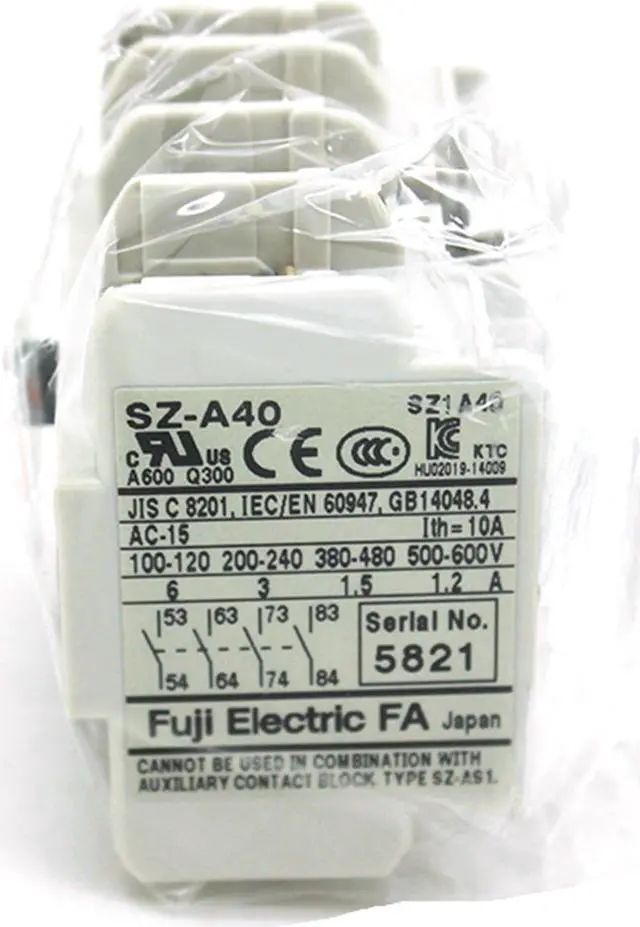 SZ-A40 SZ1A40
c RU US CE CCC KC KTC
A600 Q300 HU02019-14009
JIS C 8201, IEC/EN 60947, GB14048.4
AC-15 Ith=10A
100-120 200-240 380-480 500-600V
6 3 1.5 1.2 A
53 63 73 83
54 64 74 84
Serial No.
5821
Fuji Electric FA Japan
CANNOT BE USED IN COMBINATION WITH
AUXILIARY CONTACT BLOCK TYPE SZ-AS1.